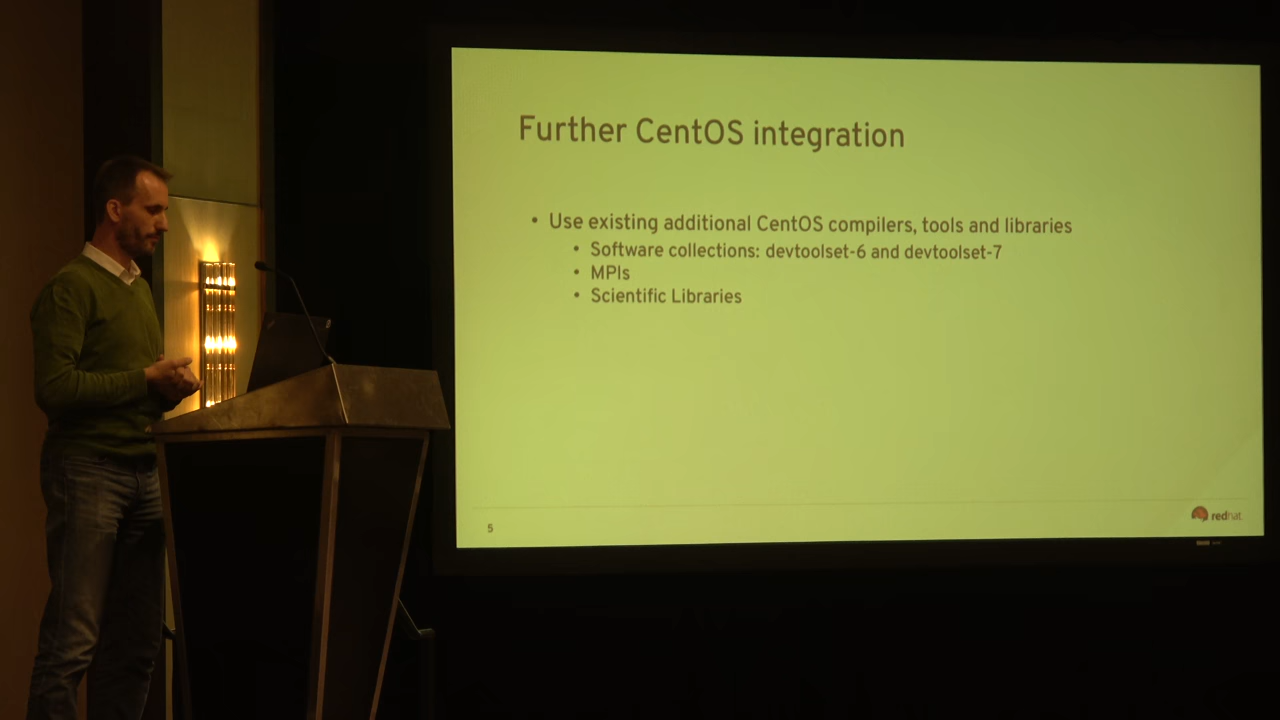 Further CentOS integration
• Use existing additional CentOS compilers, tools and libraries
• Software collections: devtoolset-6 and devtoolset-7
• MPIs
• Scientific Libraries
5
redhat